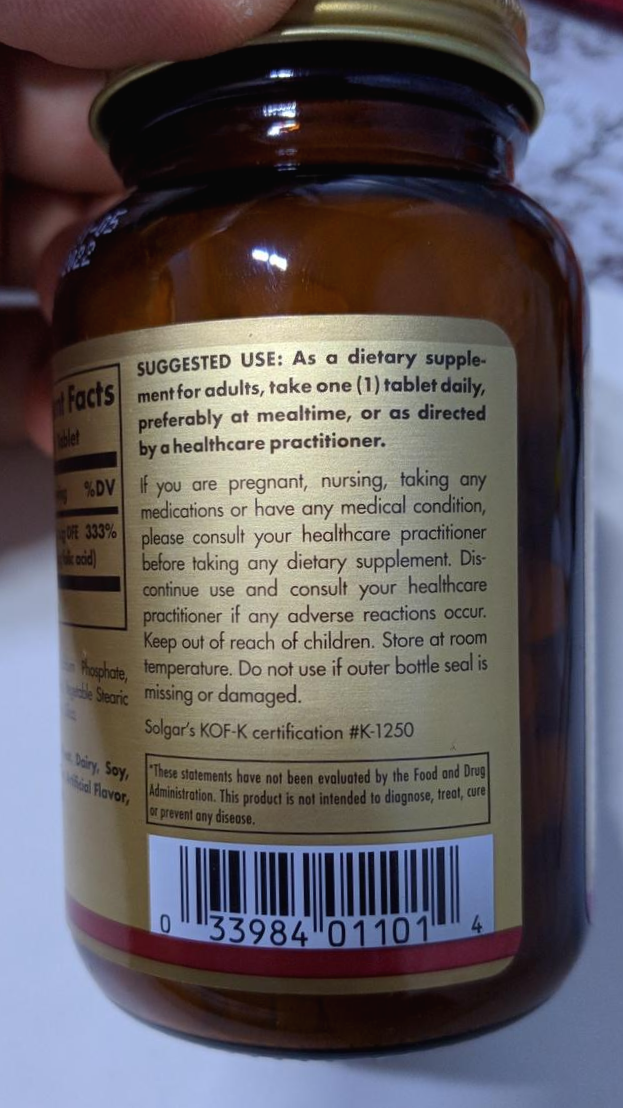 SUGGESTED USE: As a dietary supple-
ment for adults, take one (1) tablet daily,
preferably at mealtime, or as directed
by a healthcare practitioner.
If you are pregnant, nursing, taking any
medications or have any medical condition,
please consult your healthcare practitioner
before taking any dietary supplement. Dis-
continue use and consult your healthcare
practitioner if any adverse reactions occur.
Keep out of reach of children. Store at room
temperature. Do not use if outer bottle seal is
missing or damaged.
Solgar's KOF-K certification #K-1250
*These statements have not been evaluated by the Food and Drug
Administration. This product is not intended to diagnose, treat, cure
or prevent any disease.
0 33984 01101 4
Facts
tablet
%DV
DFE 333%
folic acid)
Phosphate,
Stearic
Dairy, Soy,
Artificial Flavor,